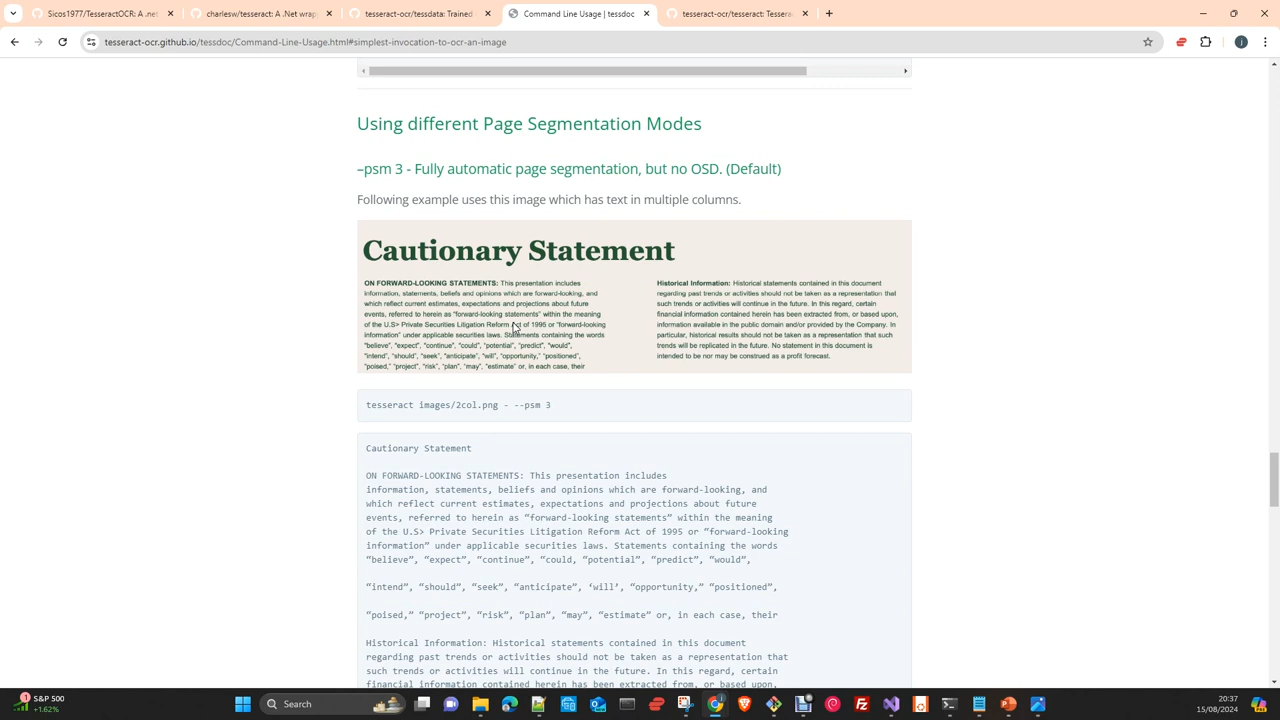 Sicos1977/TesseractOCR: A .net
charlesw/tesseract: A .Net wrap
tesseract-ocr/tessdata: Trained
Command Line Usage | tessdoc
tesseract-ocr/tesseract: Tessera
tesseract-ocr.github.io/tessdoc/Command-Line-Usage.html#simplest-invocation-to-ocr-an-image
Using different Page Segmentation Modes
–psm 3 - Fully automatic page segmentation, but no OSD. (Default)
Following example uses this image which has text in multiple columns.
Cautionary Statement
ON FORWARD-LOOKING STATEMENTS: This presentation includes
information, statements, beliefs and opinions which are forward-looking, and
which reflect current estimates, expectations and projections about future
events, referred to herein as “forward-looking statements” within the meaning
of the U.S> Private Securities Litigation Reform Act of 1995 or “forward-looking
information” under applicable securities laws. Statements containing the words
“believe”, “expect”, “continue”, “could”, “potential”, “predict”, “would”,
“intend”, “should”, “seek”, “anticipate”, “will”, “opportunity,” “positioned”,
“poised,” “project”, “risk”, “plan”, “may”, “estimate” or, in each case, their
Historical Information: Historical statements contained in this document
regarding past trends or activities should not be taken as a representation that
such trends or activities will continue in the future. In this regard, certain
financial information contained herein has been extracted from, or based upon,
information available in the public domain and/or provided by the Company. In
particular, historical results should not be taken as a representation that such
trends will be replicated in the future. No statement in this document is
intended to be nor may be construed as a profit forecast.
tesseract images/2col.png - --psm 3
Cautionary Statement
ON FORWARD-LOOKING STATEMENTS: This presentation includes
information, statements, beliefs and opinions which are forward-looking, and
which reflect current estimates, expectations and projections about future
events, referred to herein as “forward-looking statements” within the meaning
of the U.S> Private Securities Litigation Reform Act of 1995 or “forward-looking
information” under applicable securities laws. Statements containing the words
“believe”, “expect”, “continue”, “could, “potential”, “predict”, “would”,
“intend”, “should”, “seek”, “anticipate”, ‘will’, “opportunity,” “positioned”,
“poised,” “project”, “risk”, “plan”, “may”, “estimate” or, in each case, their
Historical Information: Historical statements contained in this document
regarding past trends or activities should not be taken as a representation that
such trends or activities will continue in the future. In this regard, certain
financial information contained herein has been extracted from, or based upon,
1
S&P 500
+1.62%
Search
20:37
15/08/2024